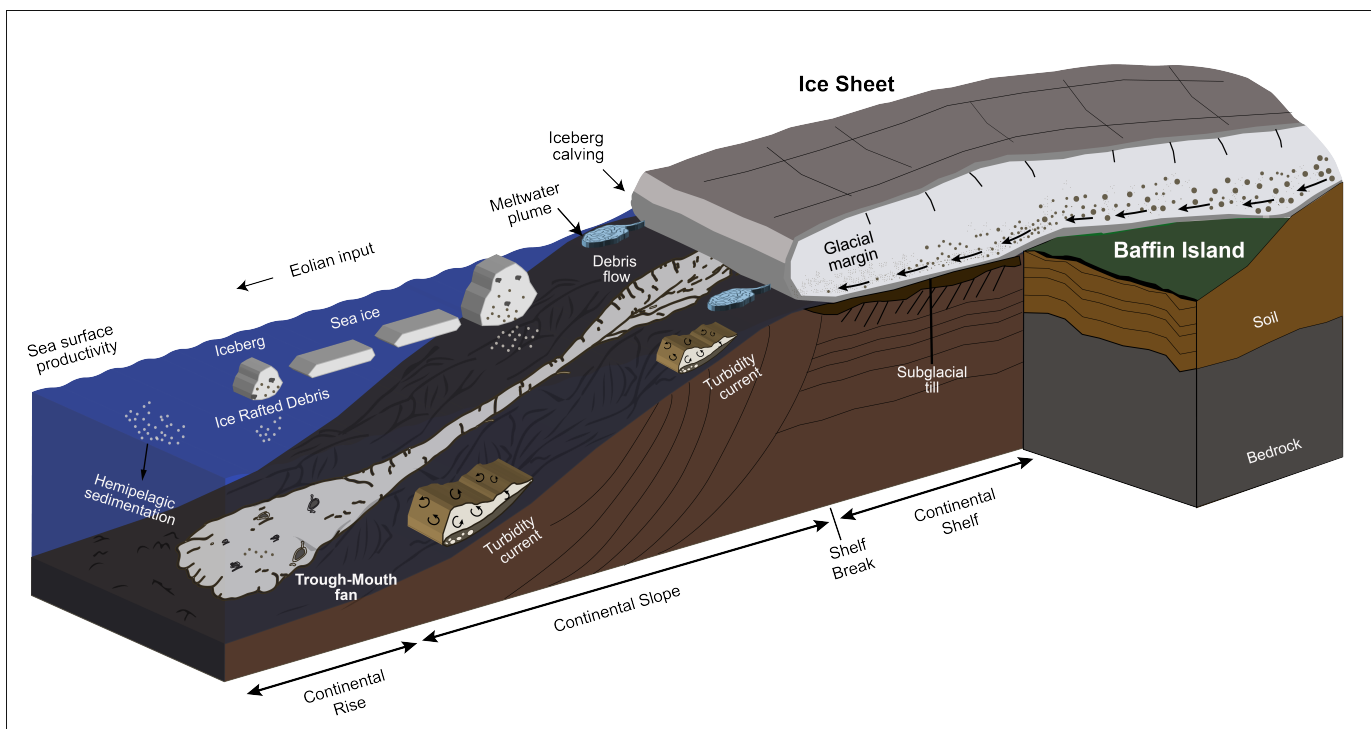 Ice Sheet
Iceberg
calving
Meltwater
plume
Glacial
margin
Baffin Island
Debris
flow
Eolian input
Soil
Sea ice
Sea surface
productivity
Iceberg
Turbidity
current
Subglacial
till
Ice Rafted Debris
Bedrock
Hemipelagic
sedimentation
Turbidity
current
Continental
Shelf
Shelf
Break
Trough-Mouth
fan
Continental Slope
Continental
Rise